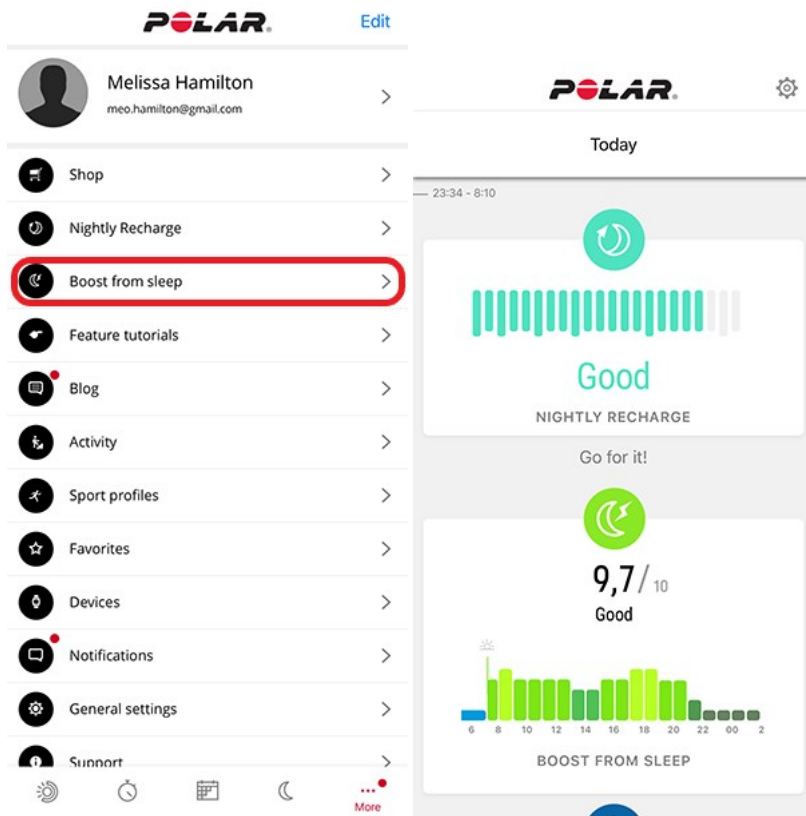 POLAR.
Edit
Melissa Hamilton
meo.hamilton@gmail.com
Shop
Nightly Recharge
Boost from sleep
Feature tutorials
Blog
Activity
Sport profiles
Favorites
Devices
Notifications
General settings
Support
More
POLAR.
Today
23:34 - 8:10
Good
NIGHTLY RECHARGE
Go for it!
9,7/ 10
Good
6 8 10 12 14 16 18 20 22 00 2
BOOST FROM SLEEP